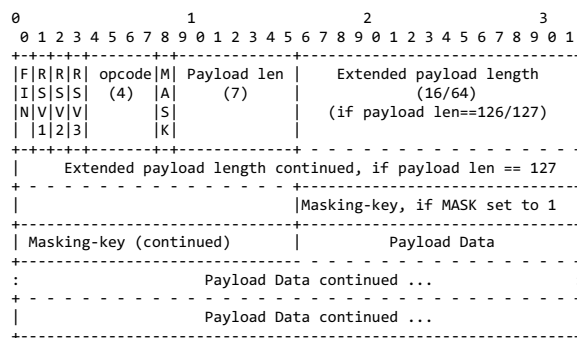 0                   1                   2                   3
 0 1 2 3 4 5 6 7 8 9 0 1 2 3 4 5 6 7 8 9 0 1 2 3 4 5 6 7 8 9 0 1
+-+-+-+-+-------+-+-------------+-------------------------------
|F|R|R|R| opcode|M| Payload len |    Extended payload length
|I|S|S|S|  (4)  |A|     (7)     |             (16/64)
|N|V|V|V|       |S|             |   (if payload len==126/127)
| |1|2|3|       |K|             |
+-+-+-+-+-------+-+-------------+ - - - - - - - - - - - - - - -
|     Extended payload length continued, if payload len == 127
+ - - - - - - - - - - - - - - - +-------------------------------
|                               |Masking-key, if MASK set to 1
+-------------------------------+-------------------------------
| Masking-key (continued)       |          Payload Data
+-------------------------------- - - - - - - - - - - - - - - -
:                     Payload Data continued ...
+ - - - - - - - - - - - - - - - - - - - - - - - - - - - - - - -
|                     Payload Data continued ...
+---------------------------------------------------------------